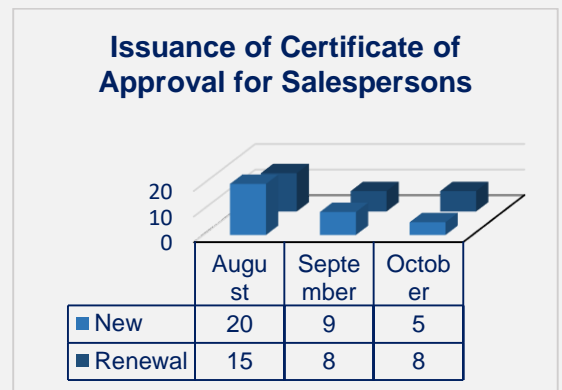 Issuance of Certificate of
Approval for Salespersons
20
10
0
Augu
st
Septe
mber
Octob
er
New 20 9 5
Renewal 15 8 8